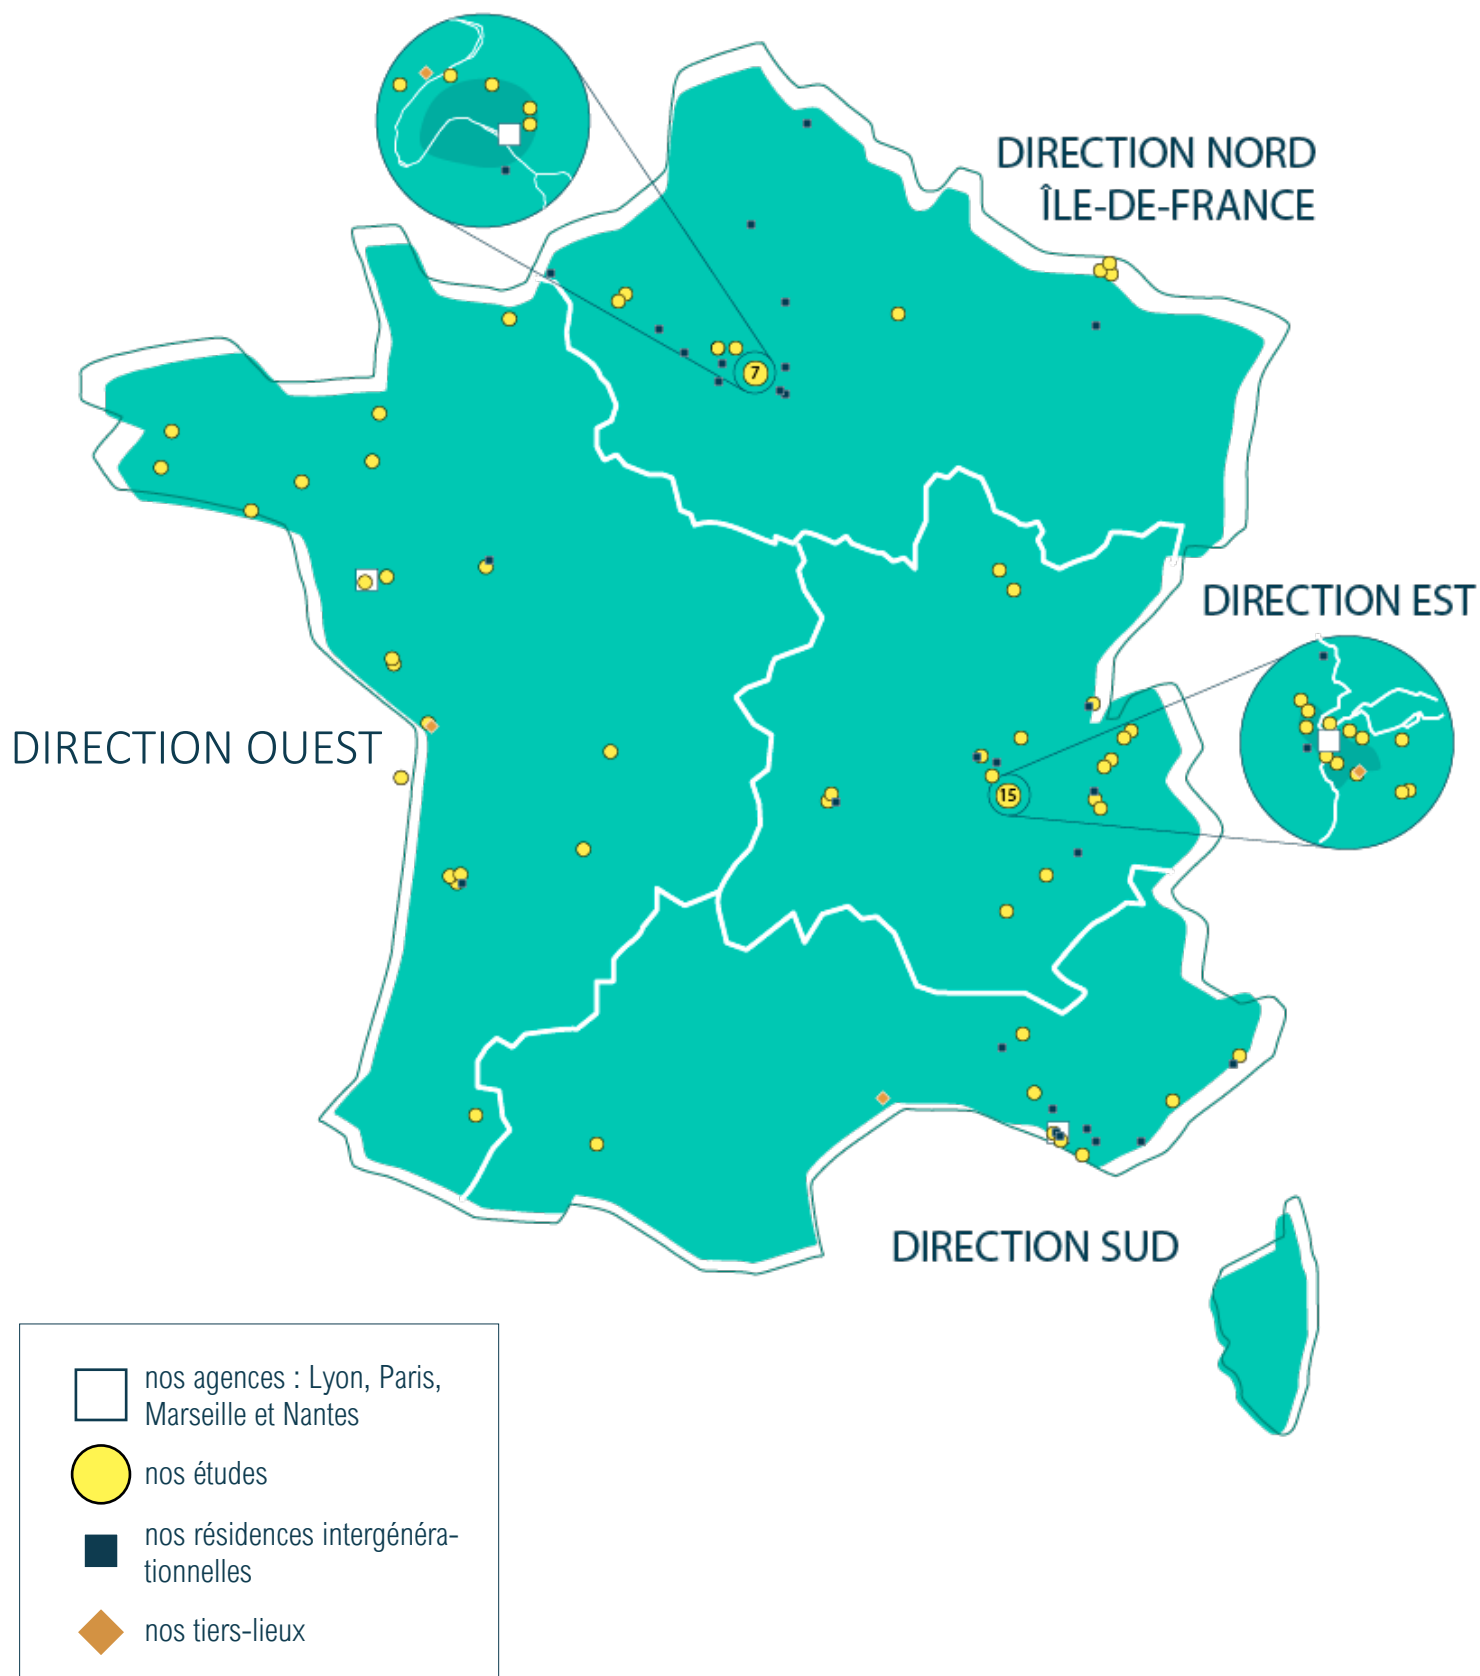 DIRECTION NORD
ÎLE-DE-FRANCE
7
DIRECTION EST
DIRECTION OUEST
15
DIRECTION SUD
nos agences : Lyon, Paris,
Marseille et Nantes
nos études
nos résidences intergénéra-
tionnelles
nos tiers-lieux